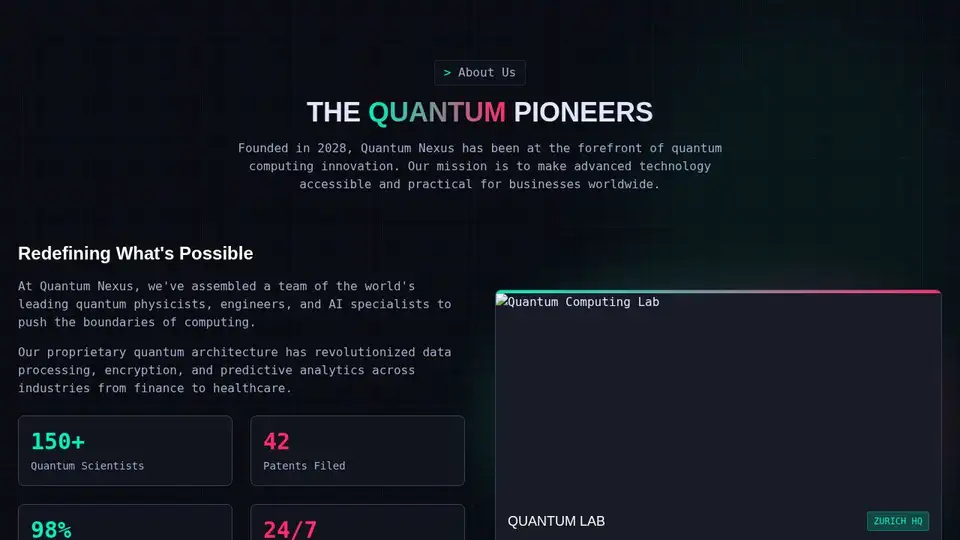 > About Us
THE QUANTUM PIONEERS
Founded in 2028, Quantum Nexus has been at the forefront of quantum
computing innovation. Our mission is to make advanced technology
accessible and practical for businesses worldwide.
Redefining What's Possible
At Quantum Nexus, we've assembled a team of the world's
leading quantum physicists, engineers, and AI specialists to
push the boundaries of computing.
Our proprietary quantum architecture has revolutionized data
processing, encryption, and predictive analytics across
industries from finance to healthcare.
150+
Quantum Scientists
42
Patents Filed
98%
24/7
Quantum Computing Lab
QUANTUM LAB
ZURICH HQ